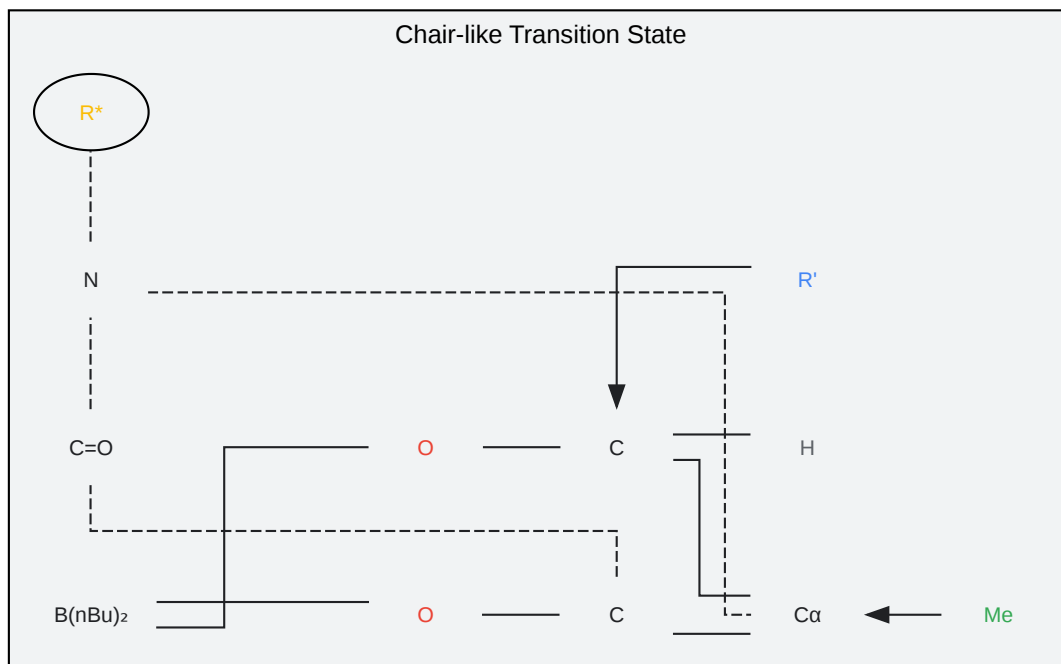 Chair-like Transition State
R*
N
R'
C=O
O
C
H
B(nBu)₂
O
C
Cα
Me